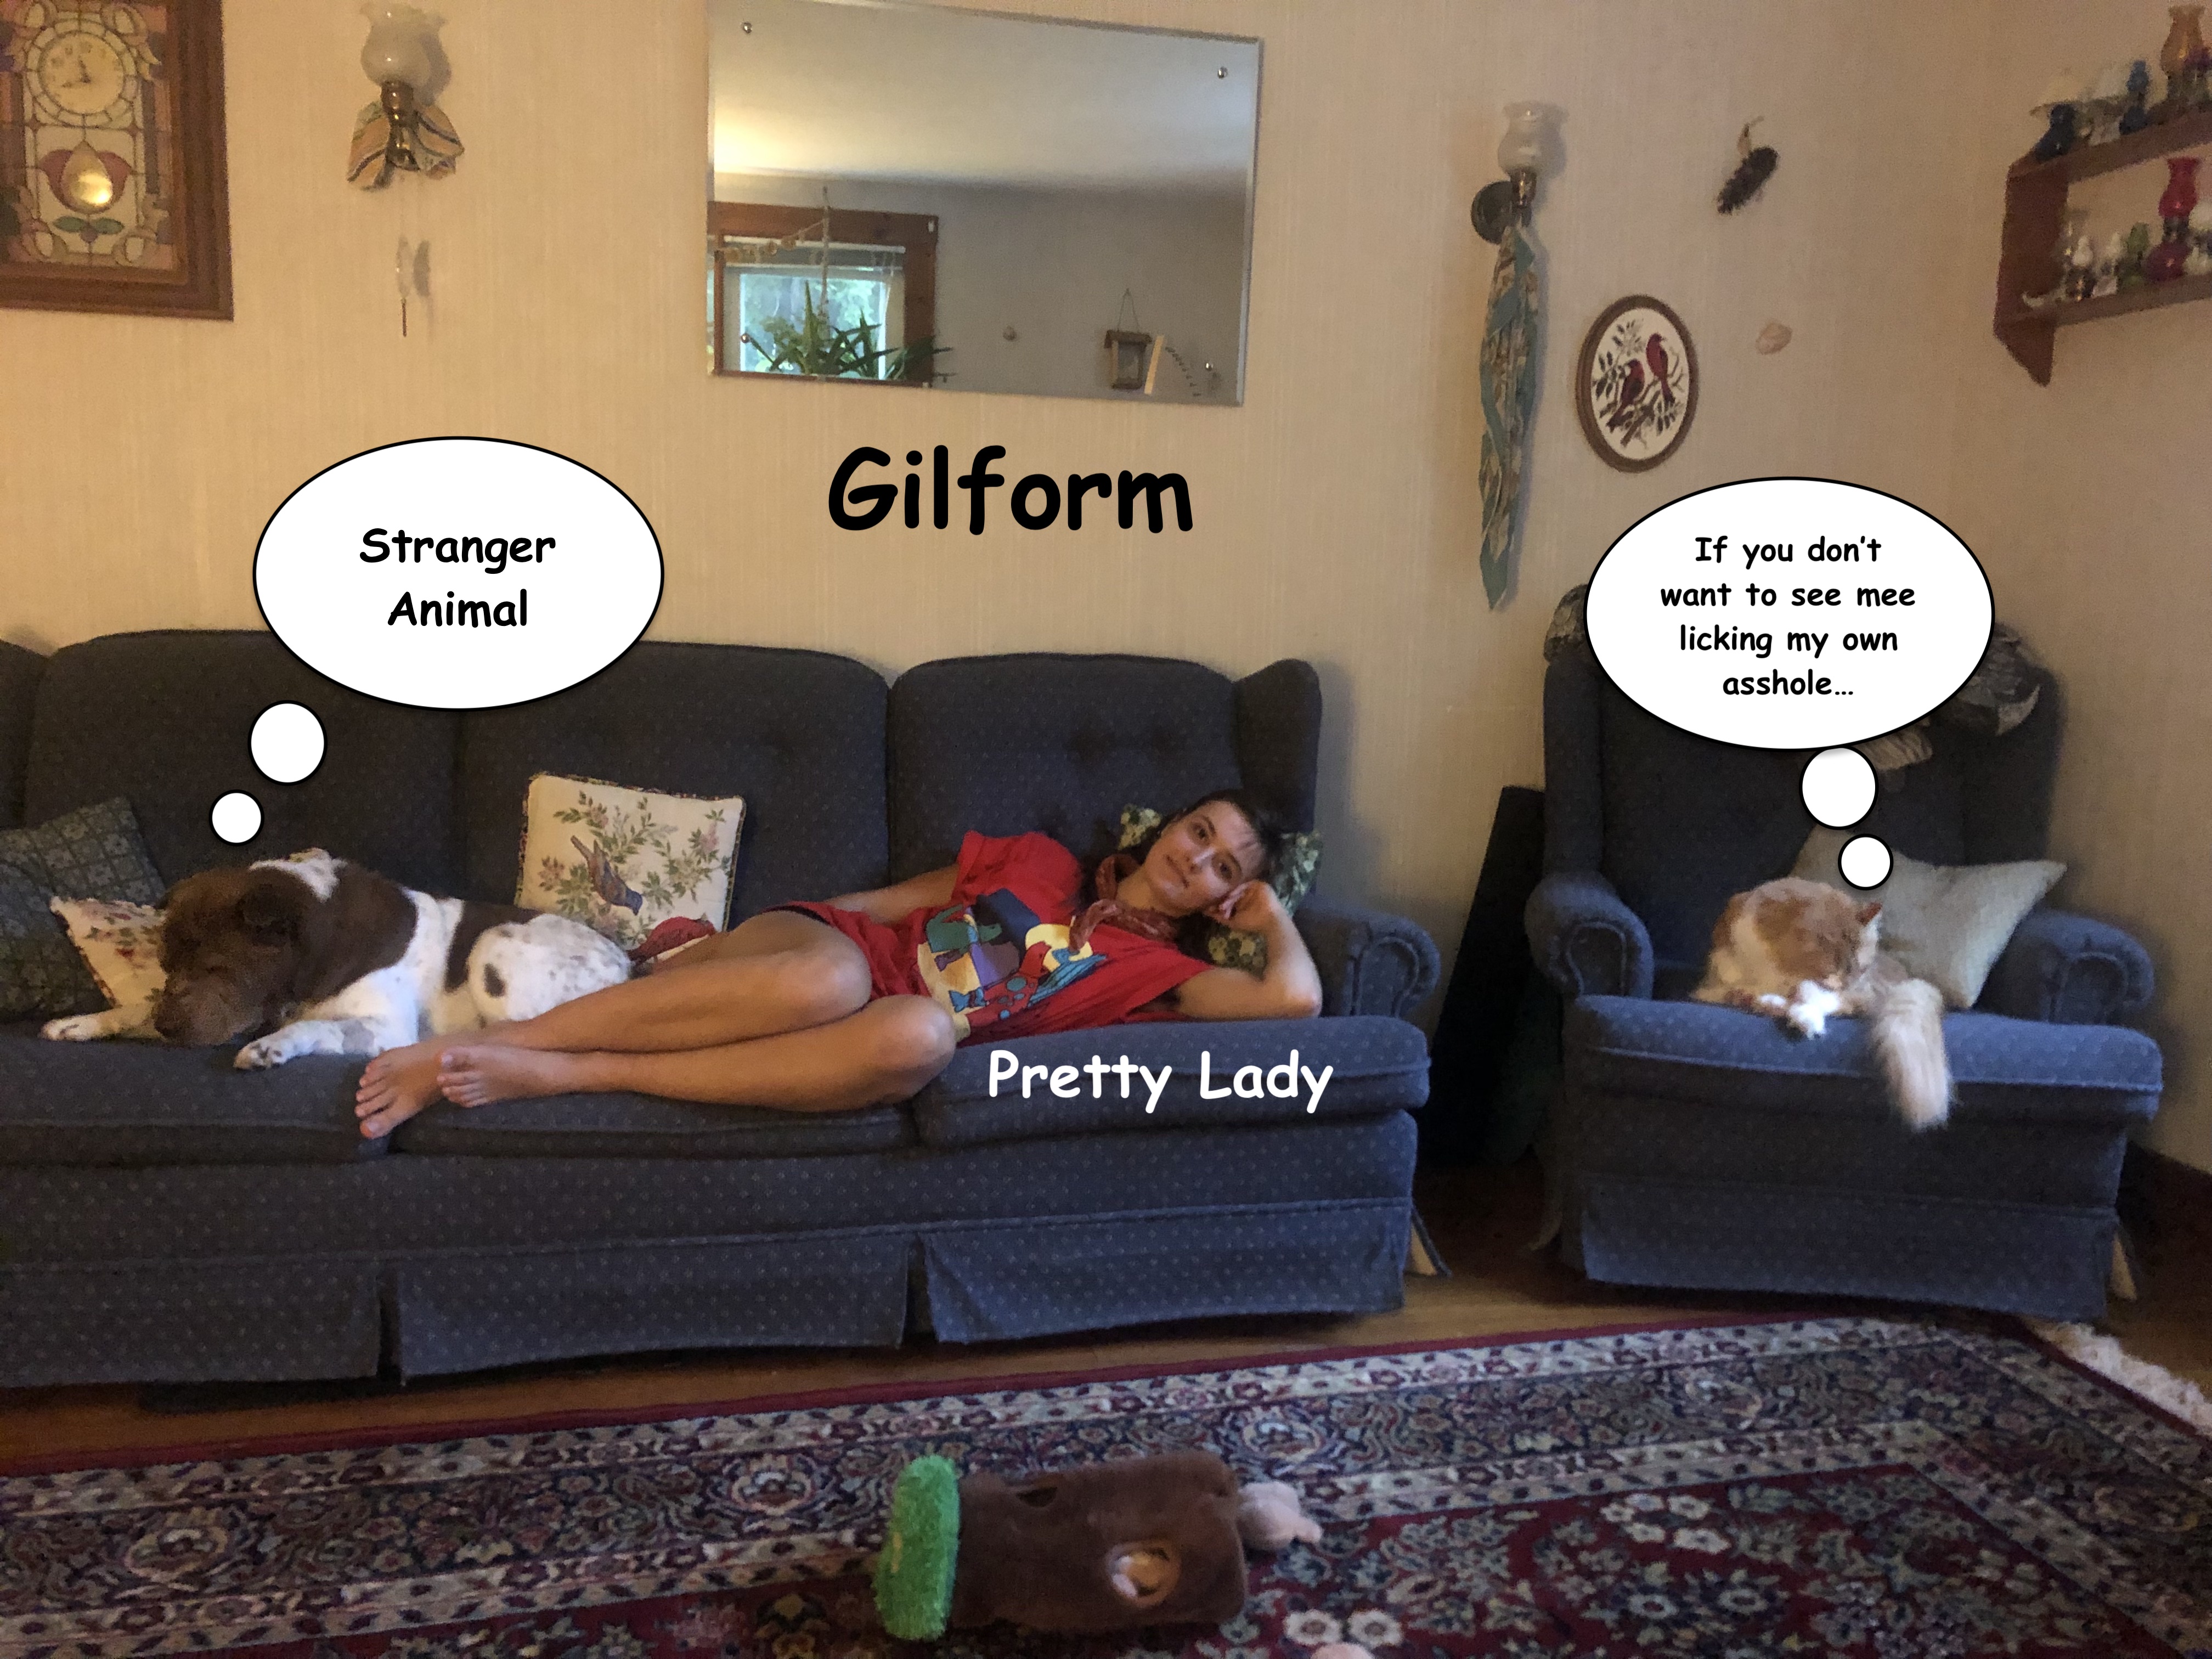 Gilform
Stranger
Animal
If you don't
want to see mee
licking my own
asshole...
Pretty Lady